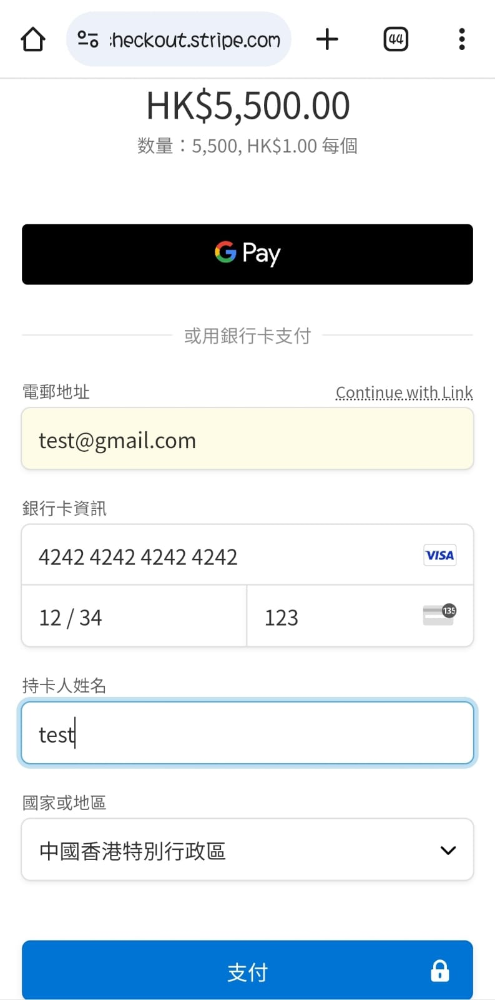 :heckout.stripe.com
44
HK$5,500.00
数量：5,500, HK$1.00 每個
G Pay
或用銀行卡支付
電郵地址
Continue with Link
test@gmail.com
銀行卡資訊
4242 4242 4242 4242
VISA
12 / 34
123
135
持卡人姓名
test
國家或地區
中國香港特別行政區
支付